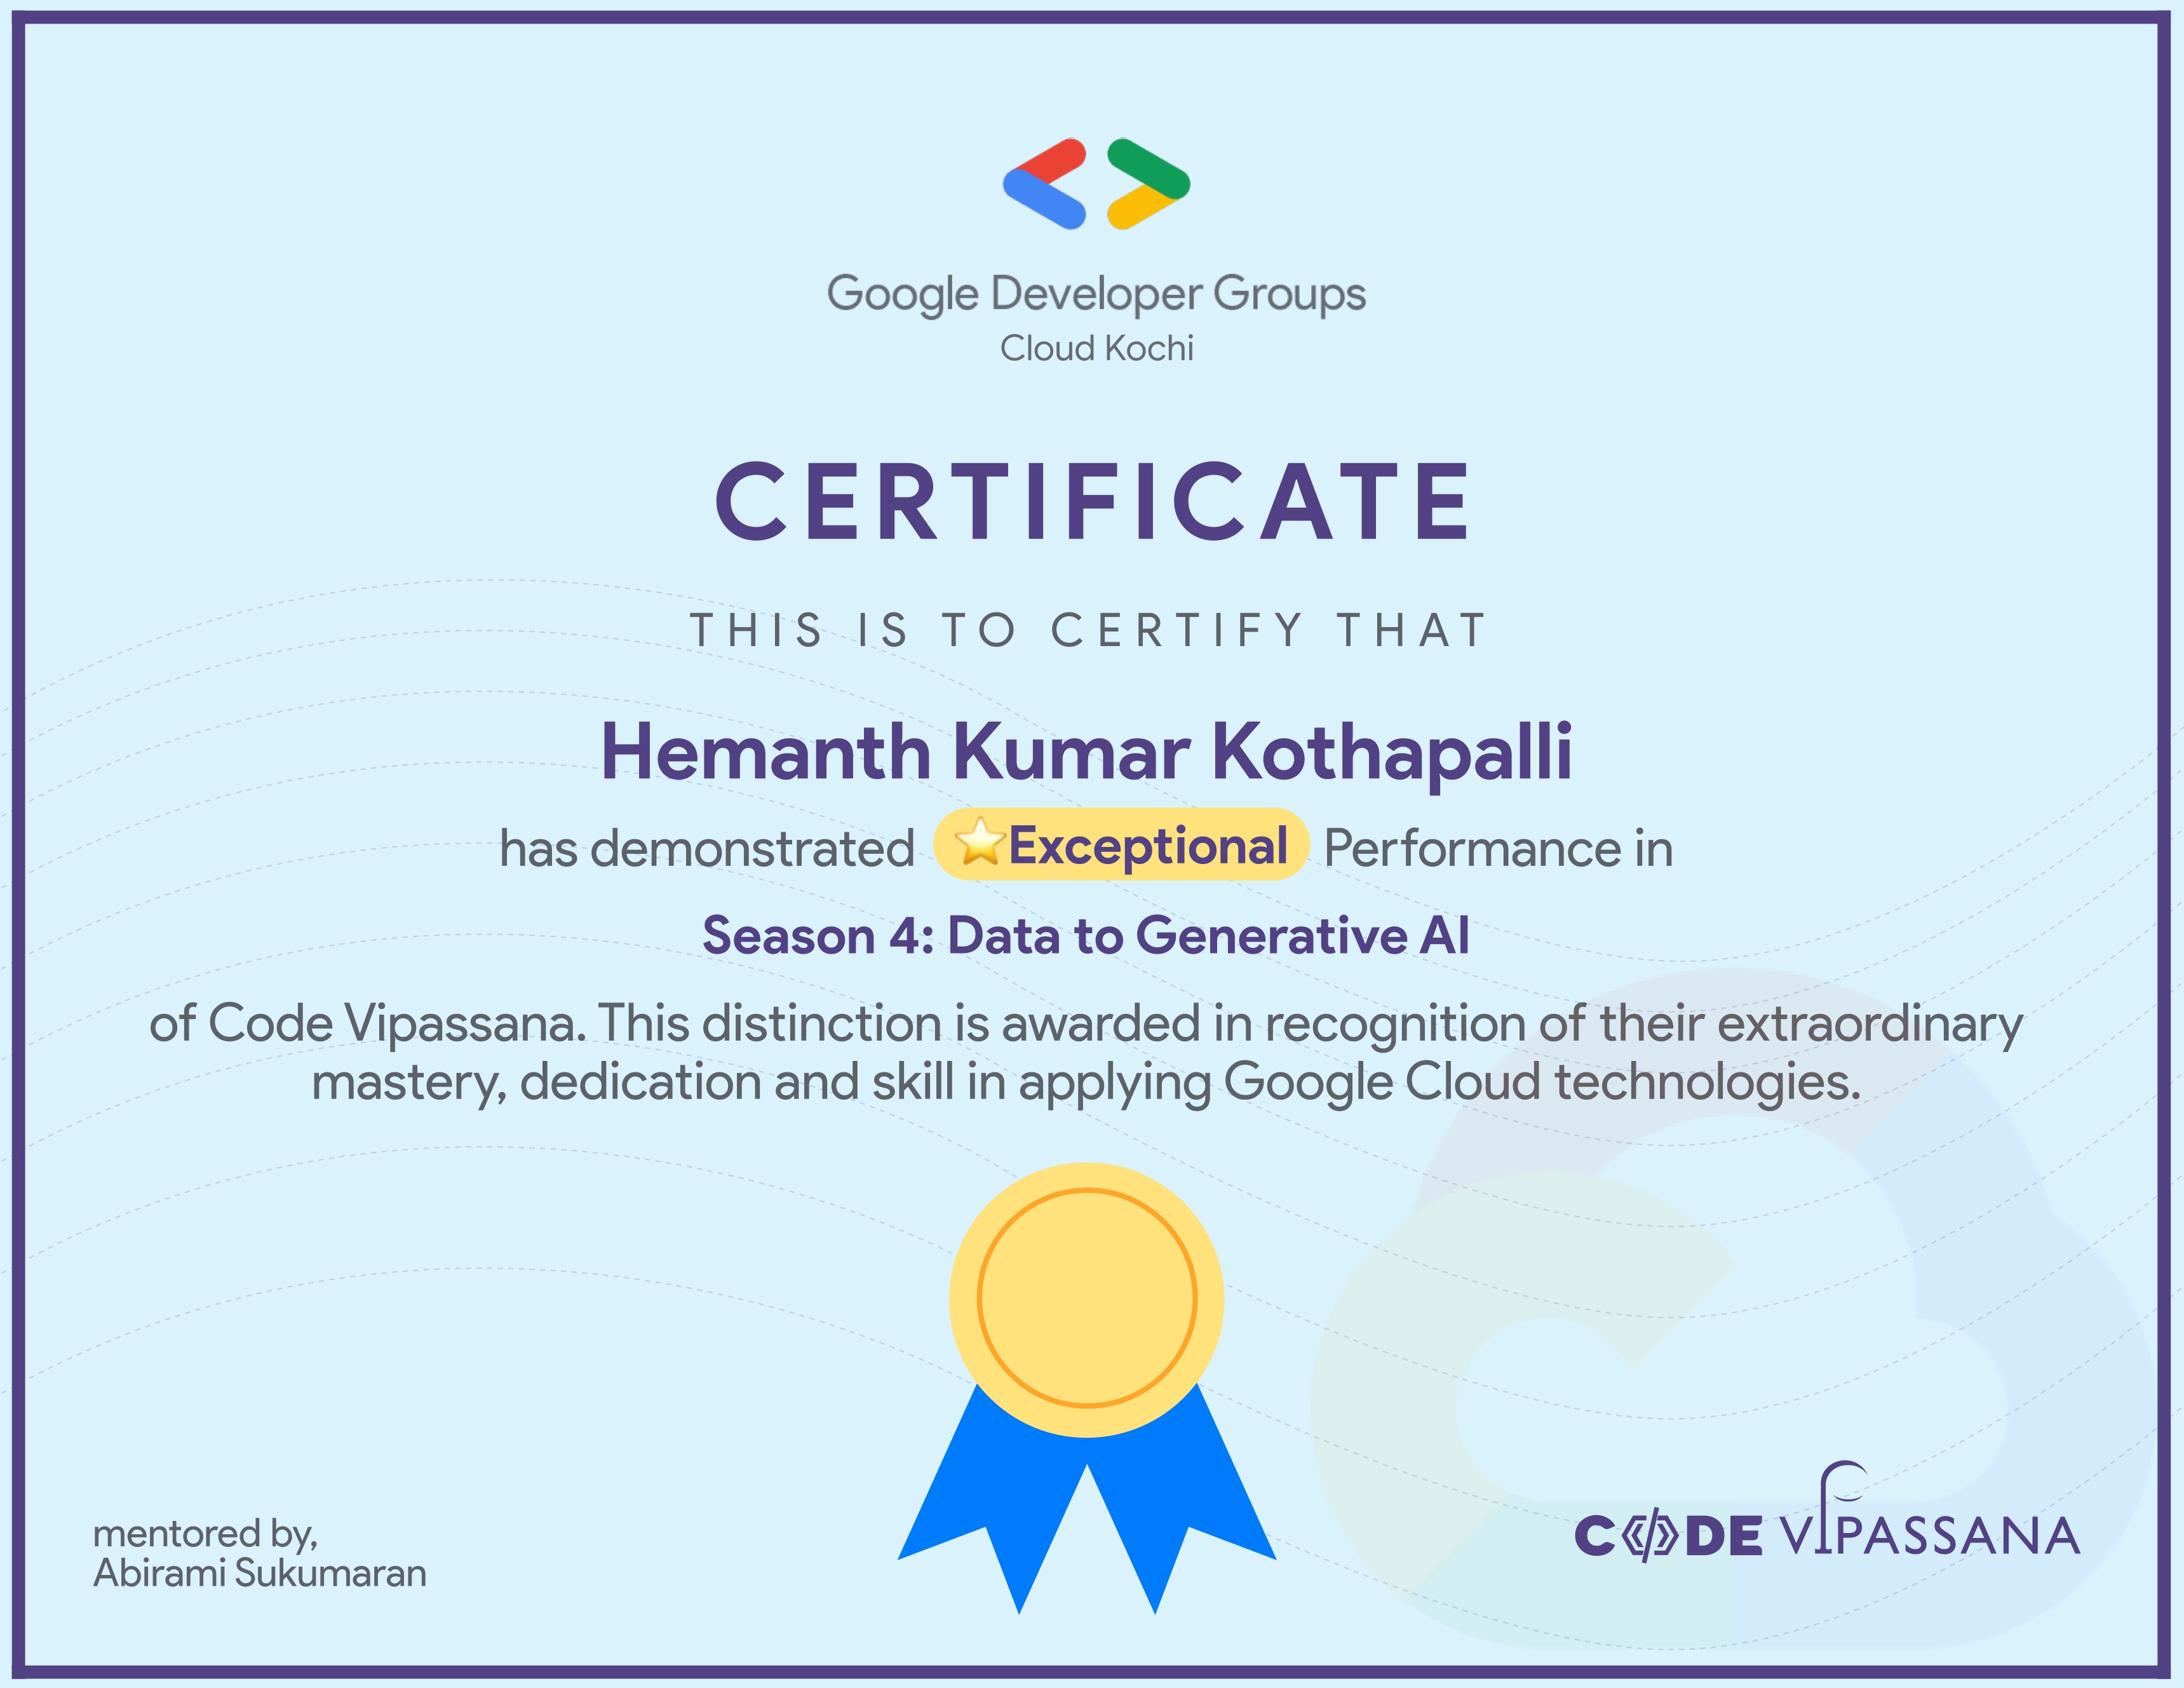 Google Developer Groups
Cloud Kochi
CERTIFICATE
THIS IS TO CERTIFY THAT
Hemanth Kumar Kothapalli
has demonstrated ⭐Exceptional Performance in
Season 4: Data to Generative AI
of Code Vipassana. This distinction is awarded in recognition of their extraordinary
mastery, dedication and skill in applying Google Cloud technologies.
mentored by,
Abirami Sukumaran
CODE VIPASSANA